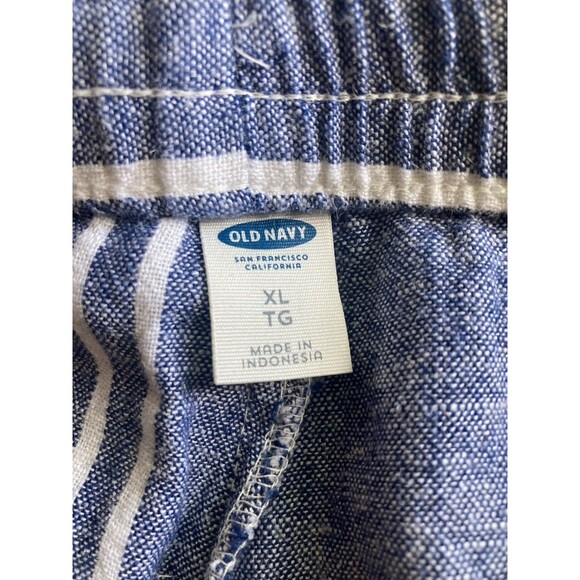 OLD NAVY
SAN FRANCISCO
CALIFORNIA
XL
TG
MADE IN
INDONESIA